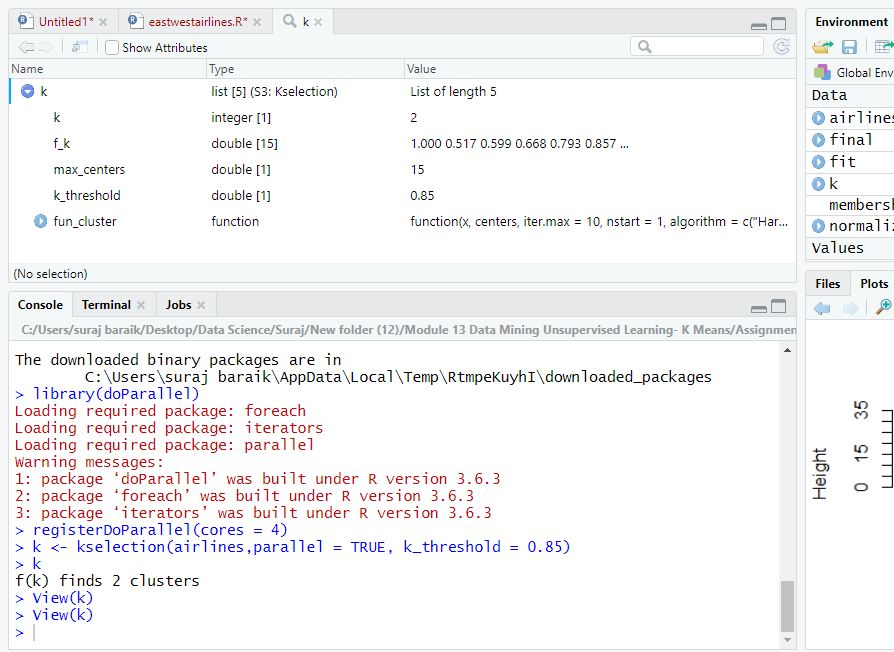 Untitled1* × eastwestairlines.R* × k ×
Show Attributes
Name Type Value
k list [5] (S3: Kselection) List of length 5
k integer [1] 2
f_k double [15] 1.000 0.517 0.599 0.668 0.793 0.857 ...
max_centers double [1] 15
k_threshold double [1] 0.85
fun_cluster function function(x, centers, iter.max = 10, nstart = 1, algorithm = c("Har...
(No selection)
Console Terminal × Jobs ×
C:/Users/suraj baraik/Desktop/Data Science/Suraj/New folder (12)/Module 13 Data Mining Unsupervised Learning- K Means/Assignmen
The downloaded binary packages are in
C:\Users\suraj baraik\AppData\Local\Temp\RtmpeKuyhI\downloaded_packages
> library(doParallel)
Loading required package: foreach
Loading required package: iterators
Loading required package: parallel
Warning messages:
1: package ‘doParallel’ was built under R version 3.6.3
2: package ‘foreach’ was built under R version 3.6.3
3: package ‘iterators’ was built under R version 3.6.3
> registerDoParallel(cores = 4)
> k <- kselection(airlines,parallel = TRUE, k_threshold = 0.85)
> k
f(k) finds 2 clusters
> View(k)
> View(k)
>
Environment
Global Env
Data
airlines
final
fit
k
membersh
normaliz
Values
Files Plots
Height
0 15 35